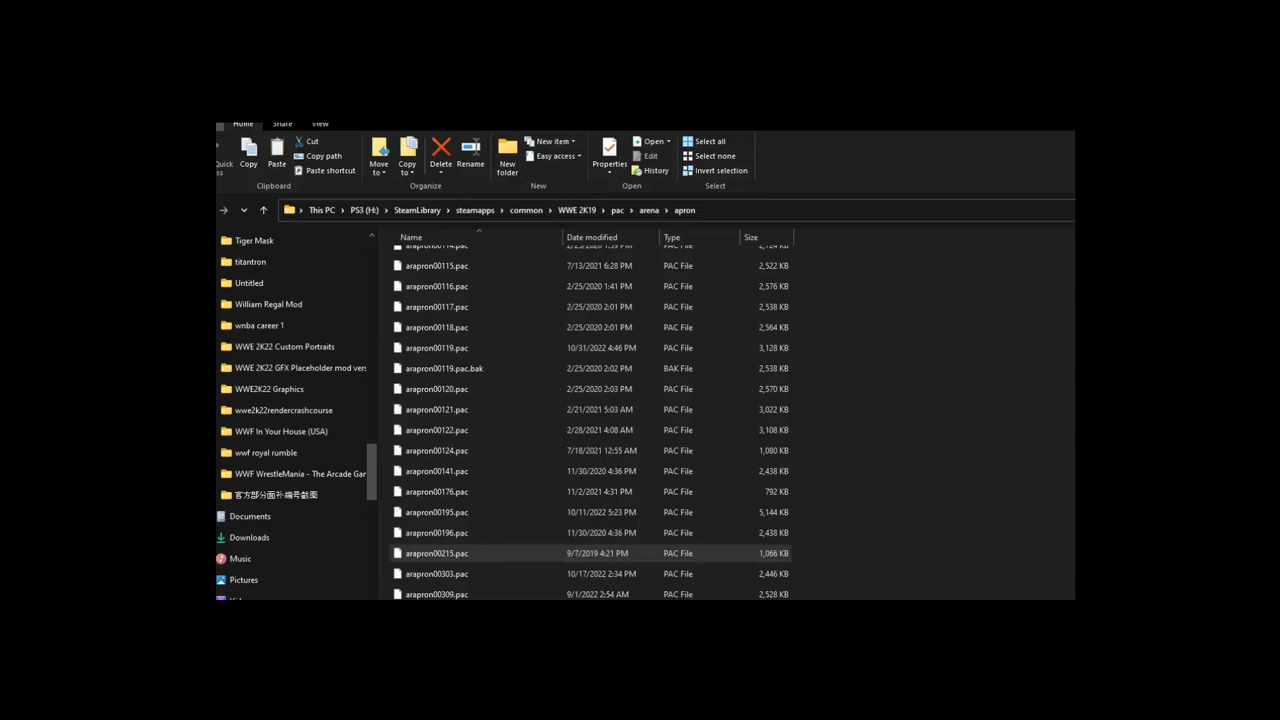 Home Share View
Cut
Copy path
Paste shortcut
Copy Paste
Clipboard
Move to Copy to Delete Rename
Organize
New folder
New item
Easy access
New
Properties
Open
Edit
History
Open
Select all
Select none
Invert selection
Select
This PC > PS3 (H:) > SteamLibrary > steamapps > common > WWE 2K19 > pac > arena > apron
Tiger Mask
titantron
Untitled
William Regal Mod
wnba career 1
WWE 2K22 Custom Portraits
WWE 2K22 GFX Placeholder mod vers
WWE2K22 Graphics
wwe2k22rendercrashcourse
WWF In Your House (USA)
wwf royal rumble
WWF WrestleMania - The Arcade Gar
官方部分面补编号截图
Documents
Downloads
Music
Pictures
Name Date modified Type Size
arapron00114.pac 2/25/2020 1:39 PM PAC File 2,724 KB
arapron00115.pac 7/13/2021 6:28 PM PAC File 2,522 KB
arapron00116.pac 2/25/2020 1:41 PM PAC File 2,576 KB
arapron00117.pac 2/25/2020 2:01 PM PAC File 2,538 KB
arapron00118.pac 2/25/2020 2:01 PM PAC File 2,564 KB
arapron00119.pac 10/31/2022 4:46 PM PAC File 3,128 KB
arapron00119.pac.bak 2/25/2020 2:02 PM BAK File 2,538 KB
arapron00120.pac 2/25/2020 2:03 PM PAC File 2,570 KB
arapron00121.pac 2/21/2021 5:03 AM PAC File 3,022 KB
arapron00122.pac 2/28/2021 4:08 AM PAC File 3,108 KB
arapron00124.pac 7/18/2021 12:55 AM PAC File 1,080 KB
arapron00141.pac 11/30/2020 4:36 PM PAC File 2,438 KB
arapron00176.pac 11/2/2021 4:31 PM PAC File 792 KB
arapron00195.pac 10/11/2022 5:23 PM PAC File 5,144 KB
arapron00196.pac 11/30/2020 4:36 PM PAC File 2,438 KB
arapron00215.pac 9/7/2019 4:21 PM PAC File 1,066 KB
arapron00303.pac 10/17/2022 2:34 PM PAC File 2,446 KB
arapron00309.pac 9/1/2022 2:54 AM PAC File 2,528 KB